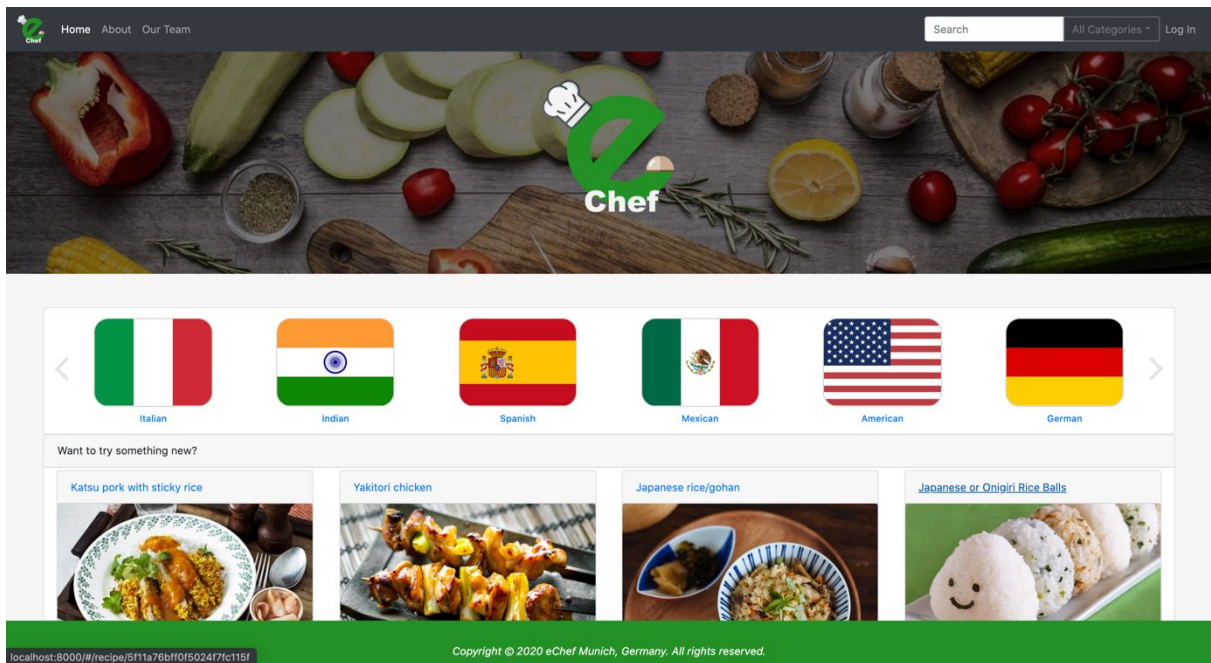 Chef
Home About Our Team
Search
All Categories
Log In
e
Chef
Italian
Indian
Spanish
Mexican
American
German
Want to try something new?
Katsu pork with sticky rice
Yakitori chicken
Japanese rice/gohan
Japanese or Onigiri Rice Balls
Copyright © 2020 eChef Munich, Germany. All rights reserved.
localhost:8000/#/recipe/5f11a76bff0f5024f7fc115f